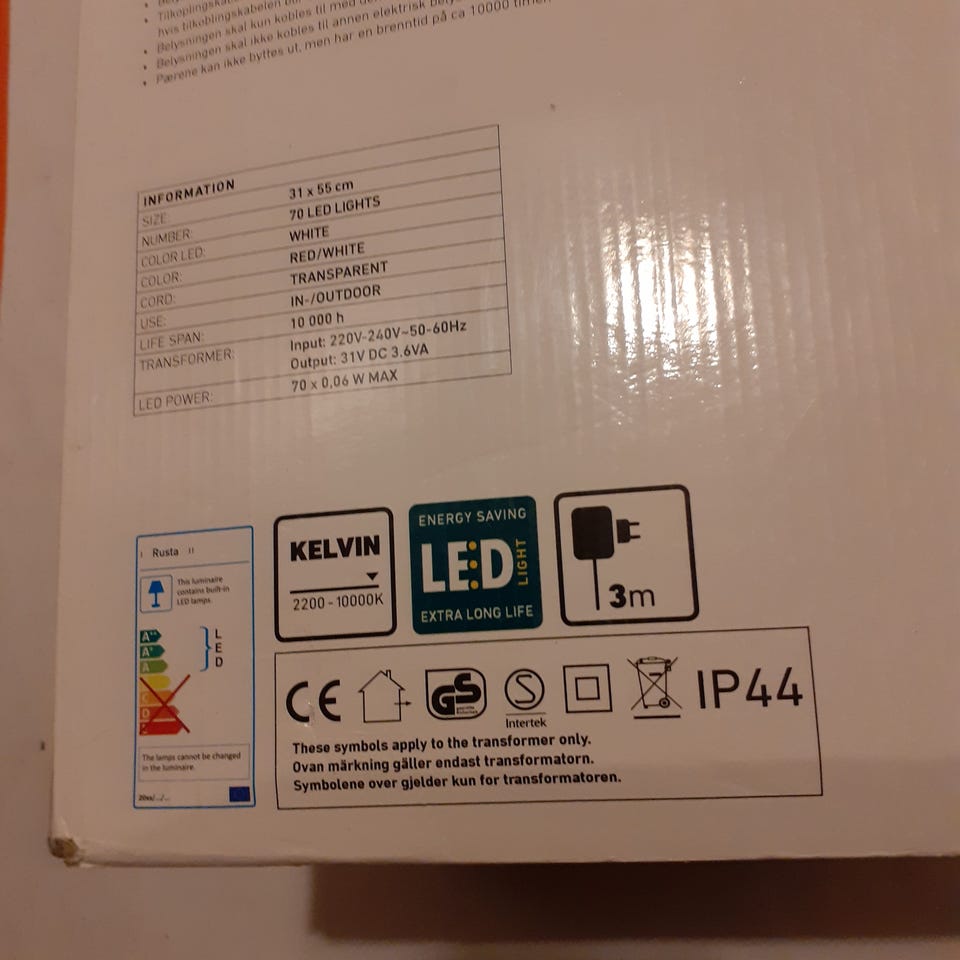 Tilkoplingskab
hvis tilkoblingskabelen
Belysningen skal kun kobles til med
Belysningen skal ikke kobles til annen elektrisk
Pærene kan ikke byttes ut, men har en brenntid på ca 10000 timer
INFORMATION
SIZE: 31 x 55 cm
NUMBER: 70 LED LIGHTS
COLOR LED: WHITE
COLOR: RED/WHITE
CORD: TRANSPARENT
USE: IN-/OUTDOOR
LIFE SPAN: 10 000 h
TRANSFORMER: Input: 220V-240V~50-60Hz
Output: 31V DC 3.6VA
LED POWER: 70 x 0,06 W MAX
Rusta
This luminaire
contains built-in
LED lamps.
A++
A+
A
L
E
D
C
D
The lamps cannot be changed
in the luminaire.
KELVIN
2200 - 10000K
ENERGY SAVING
LED LIGHT
EXTRA LONG LIFE
3m
CE
GS
geprüfte
Sicherheit
S
Intertek
IP44
These symbols apply to the transformer only.
Ovan märkning gäller endast transformatorn.
Symbolene over gjelder kun for transformatoren.